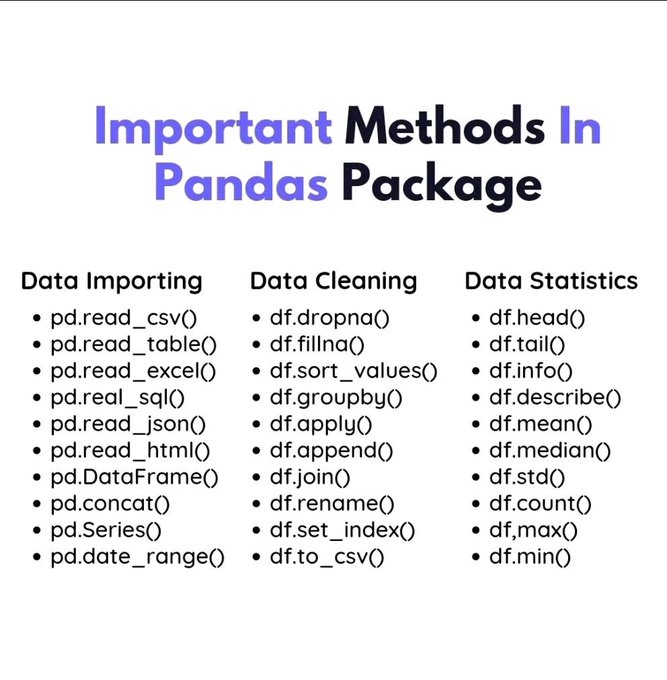 Important Methods In
Pandas Package
Data Importing
• pd.read_csv()
• pd.read_table()
• pd.read_excel()
• pd.real_sql()
• pd.read_json()
• pd.read_html()
• pd.DataFrame()
• pd.concat()
• pd.Series()
• pd.date_range()
Data Cleaning
• df.dropna()
• df.fillna()
• df.sort_values()
• df.groupby()
• df.apply()
• df.append()
• df.join()
• df.rename()
• df.set_index()
• df.to_csv()
Data Statistics
• df.head()
• df.tail()
• df.info()
• df.describe()
• df.mean()
• df.median()
• df.std()
• df.count()
• df,max()
• df.min()